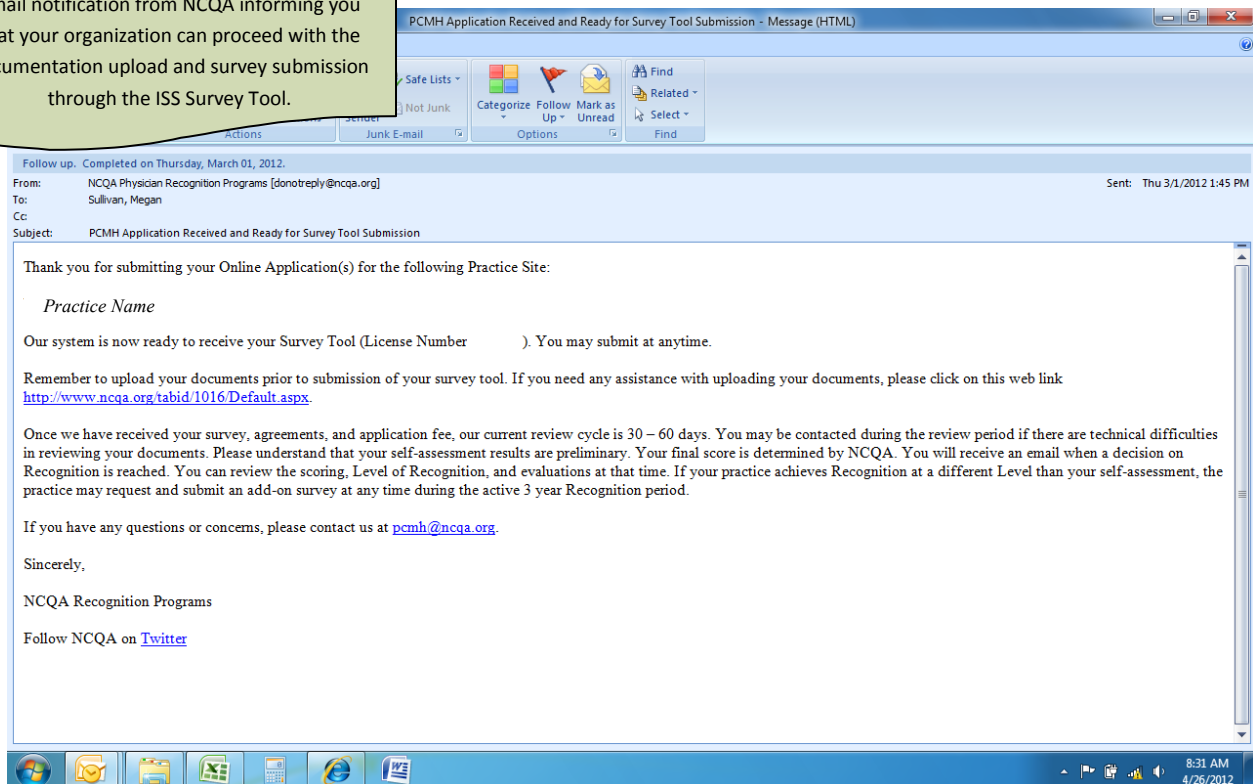 mail notification from NCQA informing you
at your organization can proceed with the
cumentation upload and survey submission
through the ISS Survey Tool.
PCMH Application Received and Ready for Survey Tool Submission - Message (HTML)
Safe Lists
Not Junk
Sender
Categorize Follow Up Mark as Unread
Find
Related
Select
Actions Junk E-mail Options Find
Follow up. Completed on Thursday, March 01, 2012.
From: NCQA Physician Recognition Programs [donotreply@ncqa.org] Sent: Thu 3/1/2012 1:45 PM
To: Sullivan, Megan
Cc:
Subject: PCMH Application Received and Ready for Survey Tool Submission
Thank you for submitting your Online Application(s) for the following Practice Site:
Practice Name
Our system is now ready to receive your Survey Tool (License Number ). You may submit at anytime.
Remember to upload your documents prior to submission of your survey tool. If you need any assistance with uploading your documents, please click on this web link
http://www.ncqa.org/tabid/1016/Default.aspx.
Once we have received your survey, agreements, and application fee, our current review cycle is 30 – 60 days. You may be contacted during the review period if there are technical difficulties
in reviewing your documents. Please understand that your self-assessment results are preliminary. Your final score is determined by NCQA. You will receive an email when a decision on
Recognition is reached. You can review the scoring, Level of Recognition, and evaluations at that time. If your practice achieves Recognition at a different Level than your self-assessment, the
practice may request and submit an add-on survey at any time during the active 3 year Recognition period.
If you have any questions or concerns, please contact us at pcmh@ncqa.org.
Sincerely,
NCQA Recognition Programs
Follow NCQA on Twitter
8:31 AM
4/26/2012